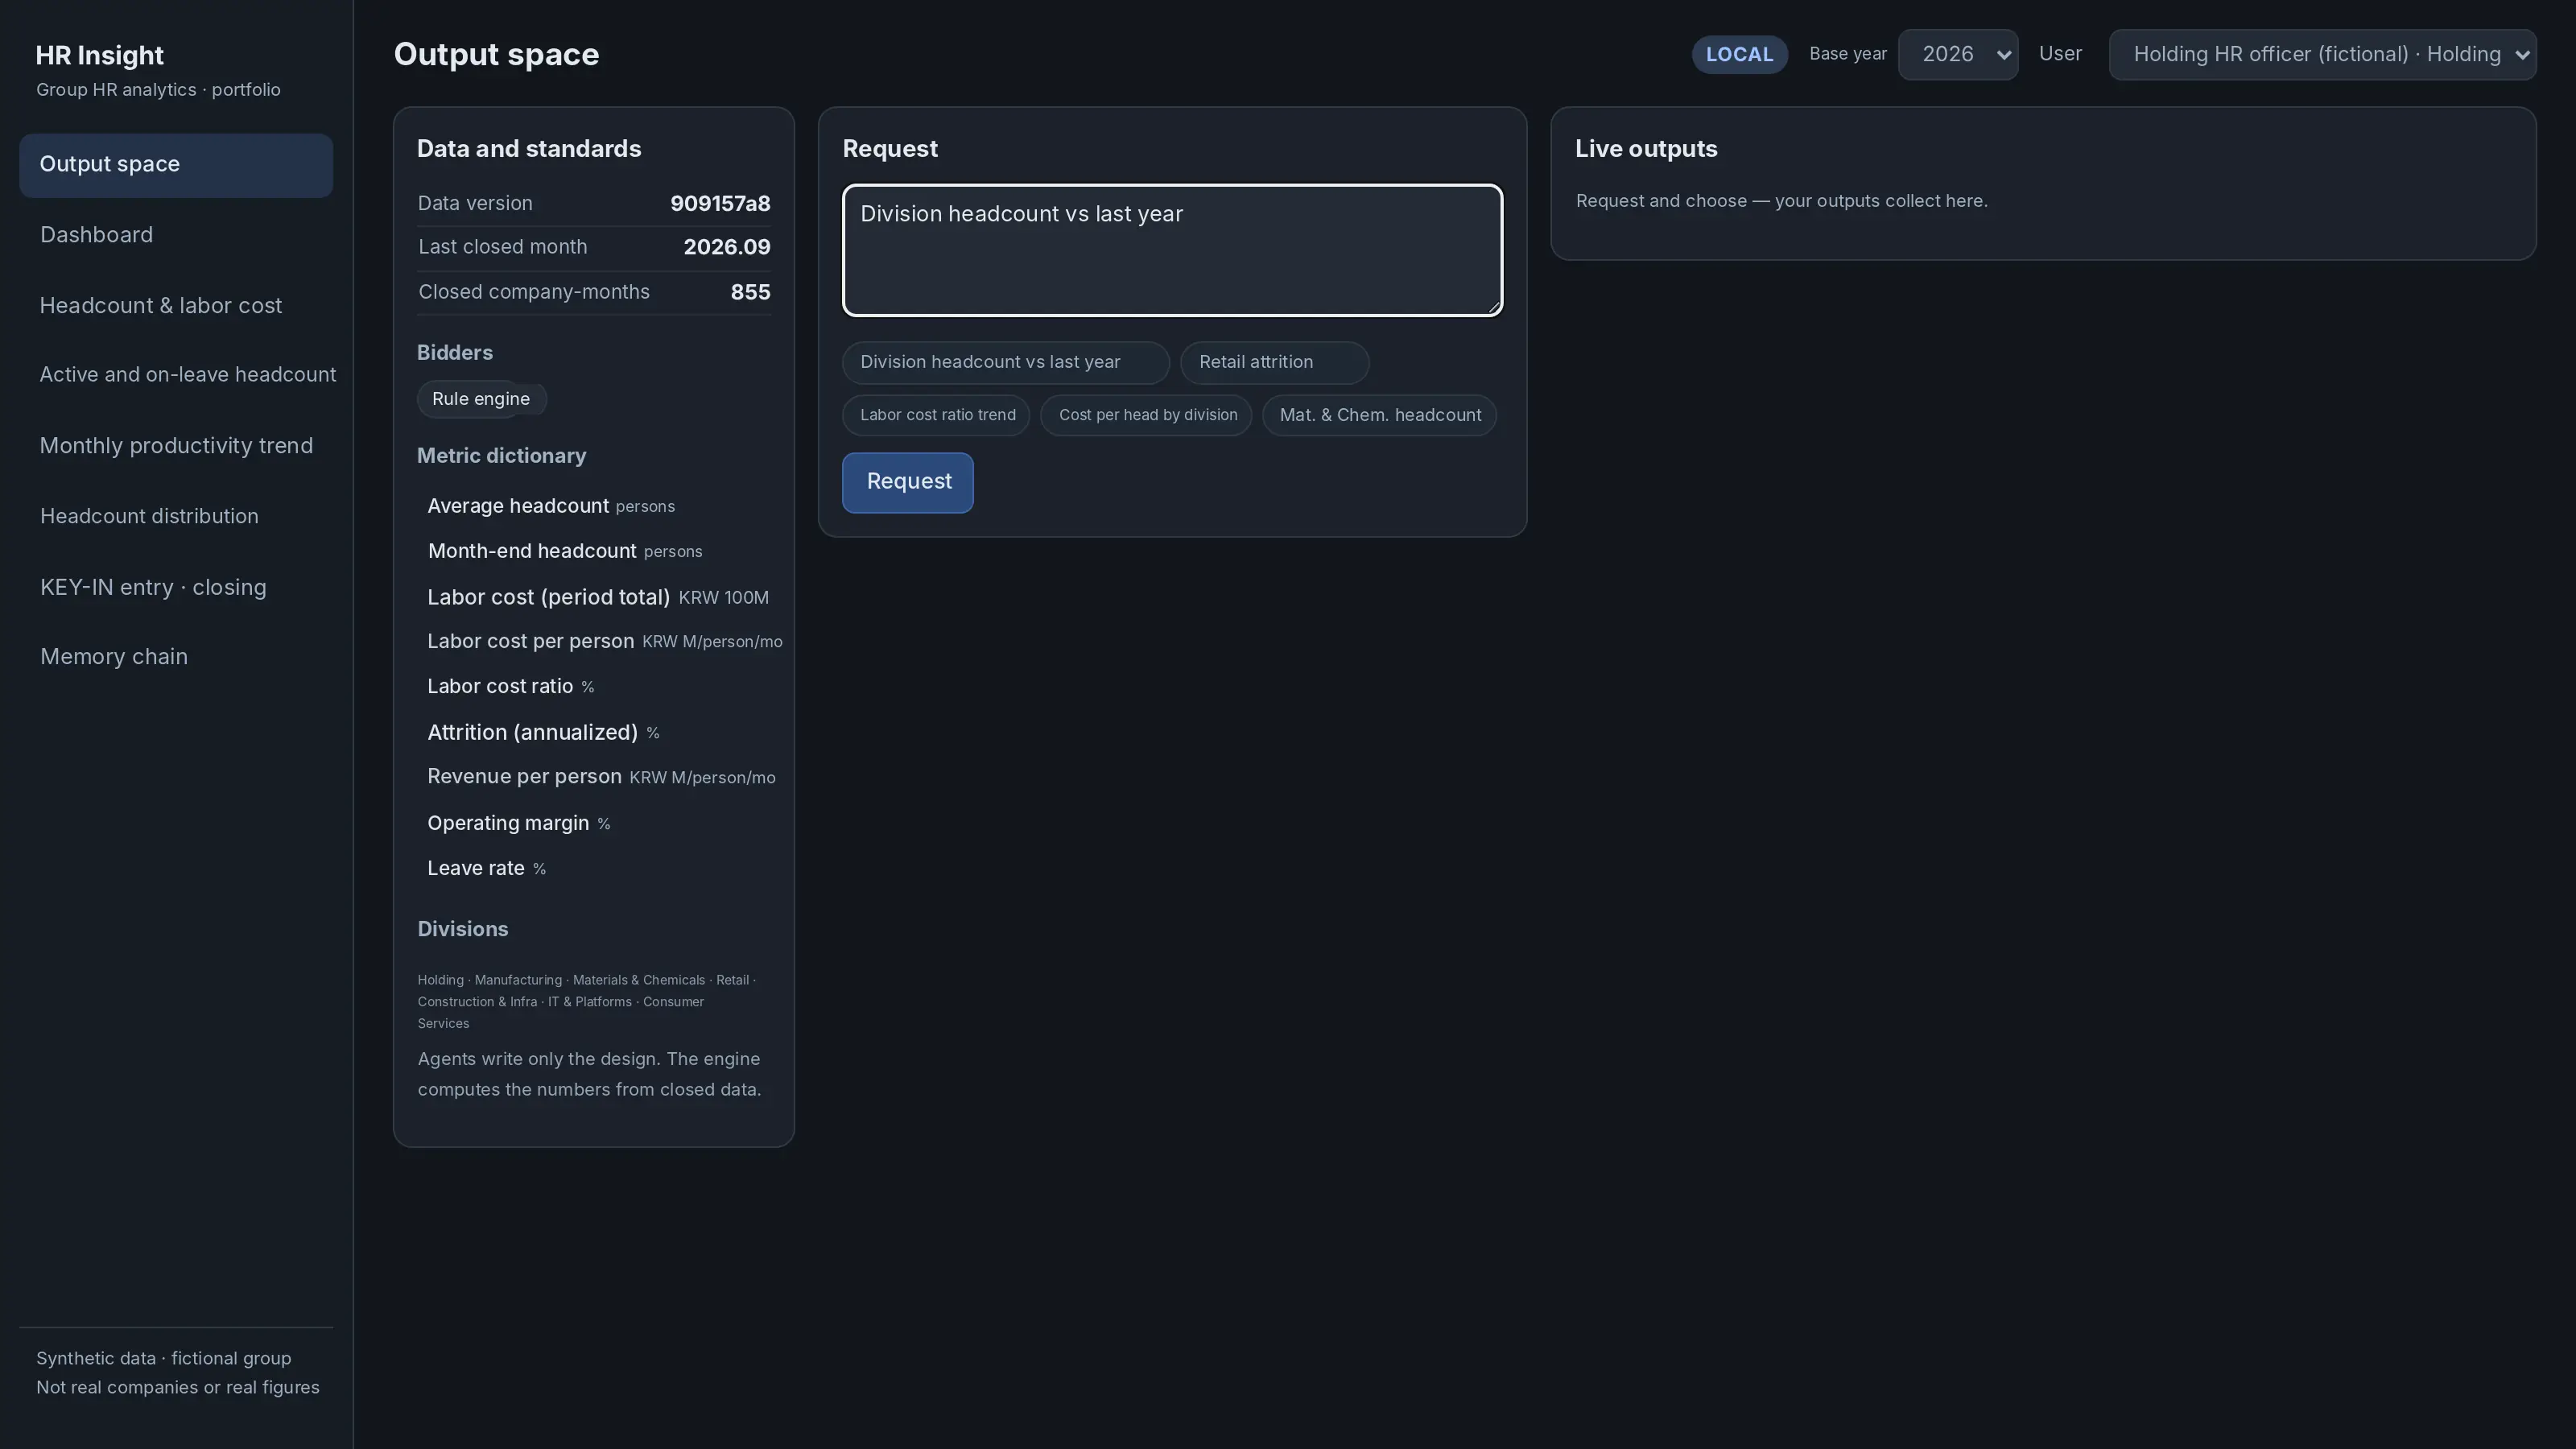 HR Insight
Group HR analytics · portfolio
Output space
Dashboard
Headcount & labor cost
Active and on-leave headcount
Monthly productivity trend
Headcount distribution
KEY-IN entry · closing
Memory chain
Synthetic data · fictional group
Not real companies or real figures
Output space
LOCAL
Base year
2026
User
Holding HR officer (fictional) · Holding
Data and standards
Data version 909157a8
Last closed month 2026.09
Closed company-months 855
Bidders
Rule engine
Metric dictionary
Average headcount persons
Month-end headcount persons
Labor cost (period total) KRW 100M
Labor cost per person KRW M/person/mo
Labor cost ratio %
Attrition (annualized) %
Revenue per person KRW M/person/mo
Operating margin %
Leave rate %
Divisions
Holding · Manufacturing · Materials & Chemicals · Retail ·
Construction & Infra · IT & Platforms · Consumer
Services
Agents write only the design. The engine
computes the numbers from closed data.
Request
Division headcount vs last year
Division headcount vs last year
Retail attrition
Labor cost ratio trend
Cost per head by division
Mat. & Chem. headcount
Request
Live outputs
Request and choose — your outputs collect here.